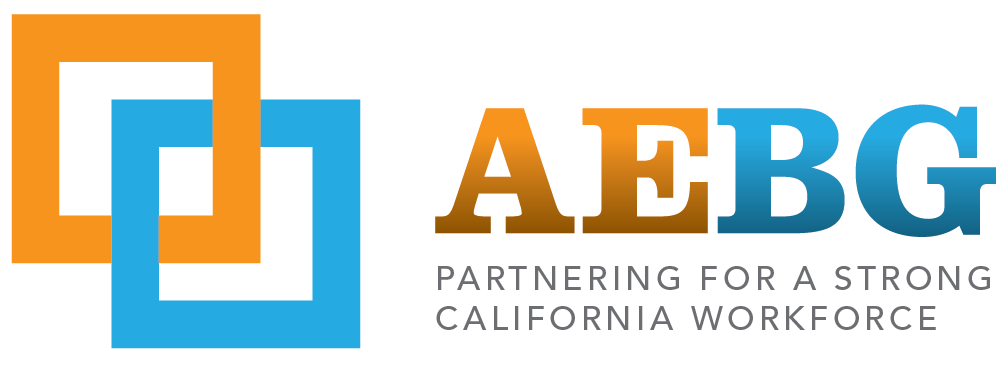 AEBG
PARTNERING FOR A STRONG
CALIFORNIA WORKFORCE